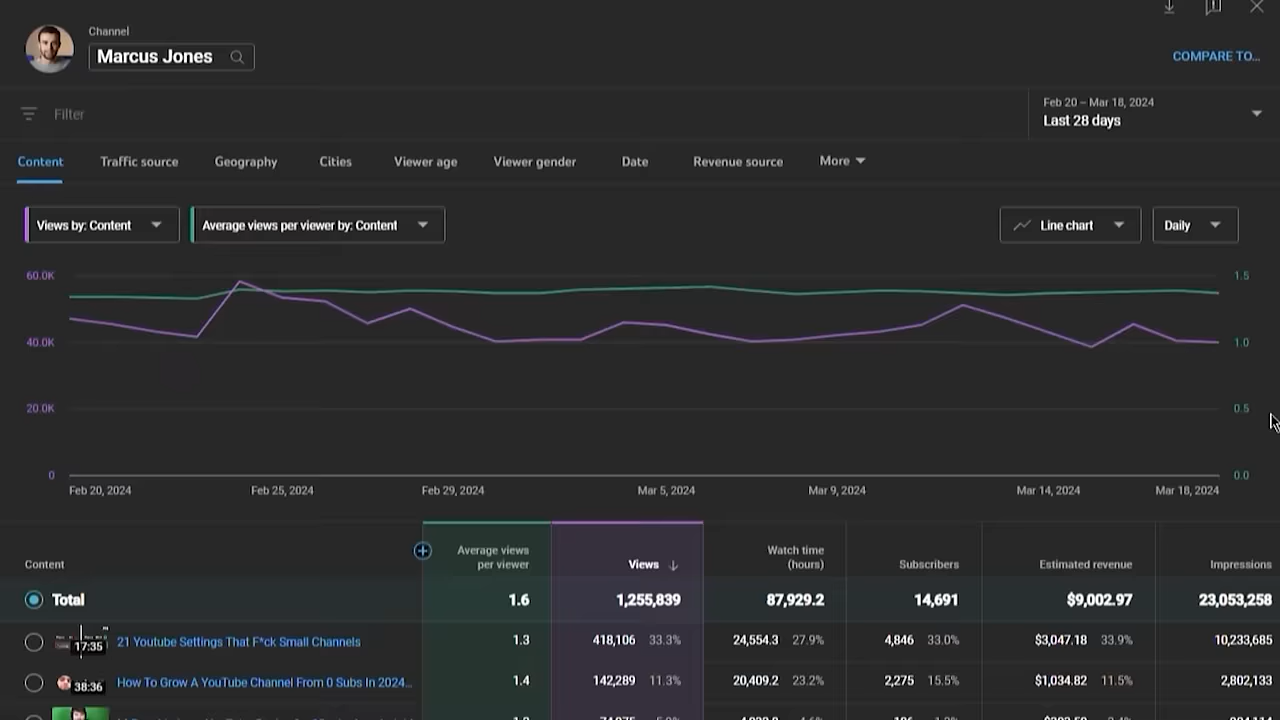 Channel
Marcus Jones
COMPARE TO...
Filter
Feb 20 – Mar 18, 2024
Last 28 days
Content Traffic source Geography Cities Viewer age Viewer gender Date Revenue source More
Views by: Content Average views per viewer by: Content Line chart Daily
60.0K 1.5
40.0K 1.0
20.0K 0.5
0 0.0
Feb 20, 2024 Feb 25, 2024 Feb 29, 2024 Mar 5, 2024 Mar 9, 2024 Mar 14, 2024 Mar 18, 2024
Content Average views per viewer Views Watch time (hours) Subscribers Estimated revenue Impressions
Total 1.6 1,255,839 87,929.2 14,691 $9,002.97 23,053,258
17:35 21 Youtube Settings That F*ck Small Channels 1.3 418,106 33.3% 24,554.3 27.9% 4,846 33.0% $3,047.18 33.9% 10,233,685
38:36 How To Grow A YouTube Channel From 0 Subs In 2024... 1.4 142,289 11.3% 20,409.2 23.2% 2,275 15.5% $1,034.82 11.5% 2,802,133